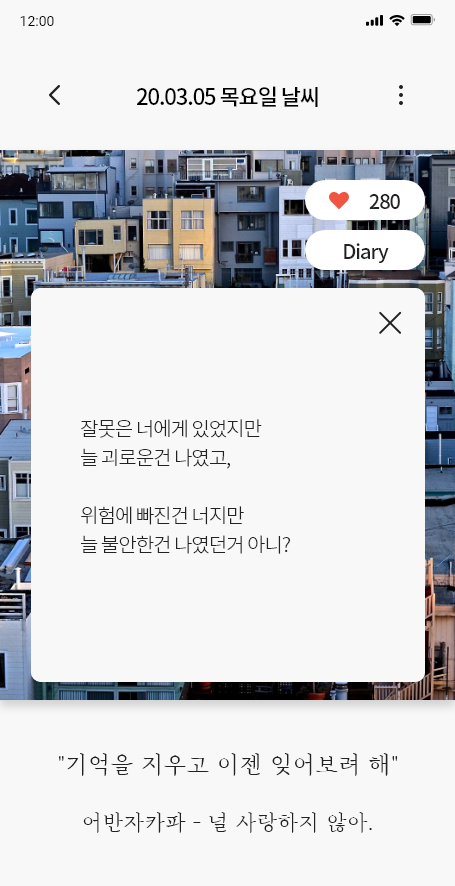 12:00
20.03.05 목요일 날씨
280
Diary
잘못은 너에게 있었지만
늘 괴로운건 나였고,
위험에 빠진건 너지만
늘 불안한건 나였던거 아니?
"기억을 지우고 이젠 잊어보려 해"
어반자카파 - 널 사랑하지 않아.